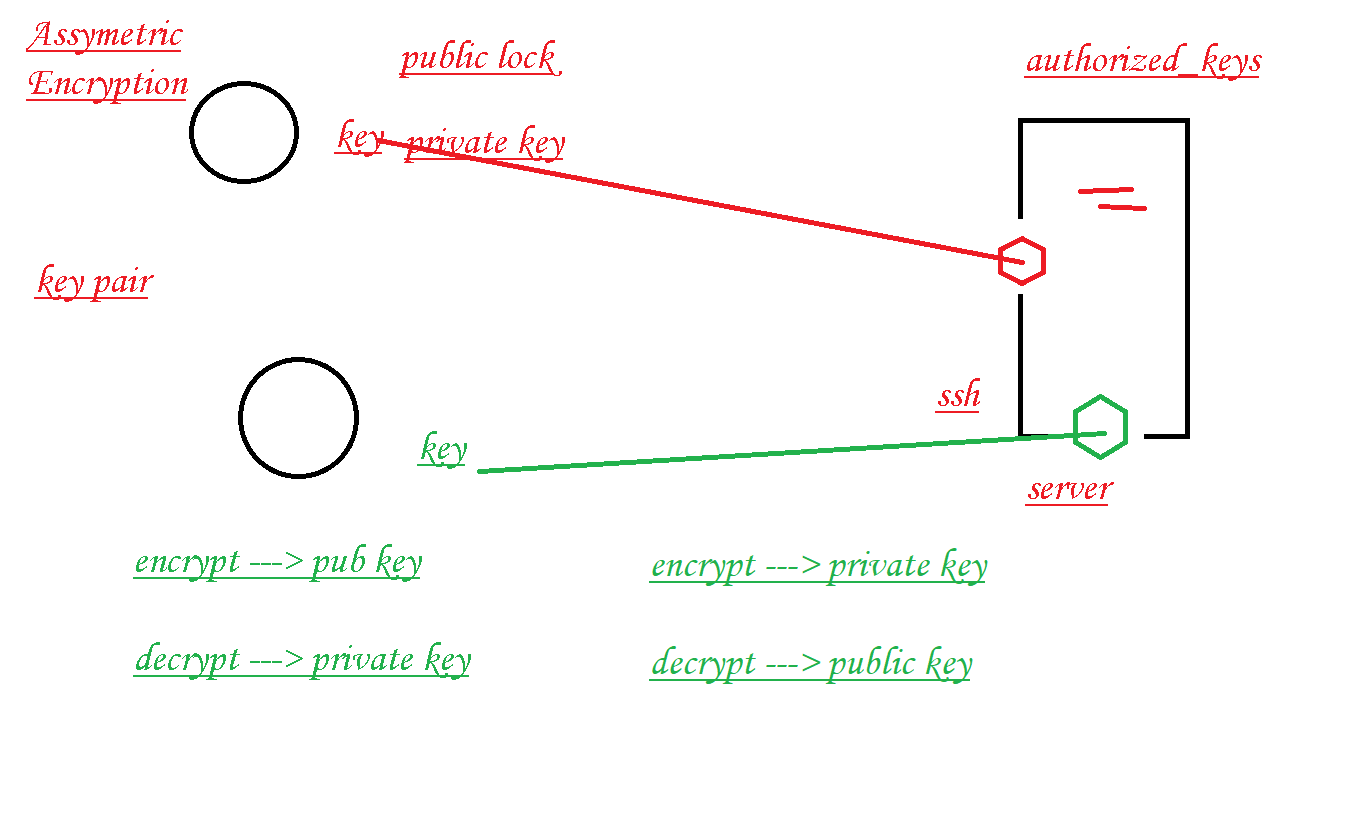 Assymetric
Encryption
public lock
authorized_keys
key private key
key pair
ssh
key
server
encrypt ---> pub key
encrypt ---> private key
decrypt ---> private key
decrypt ---> public key